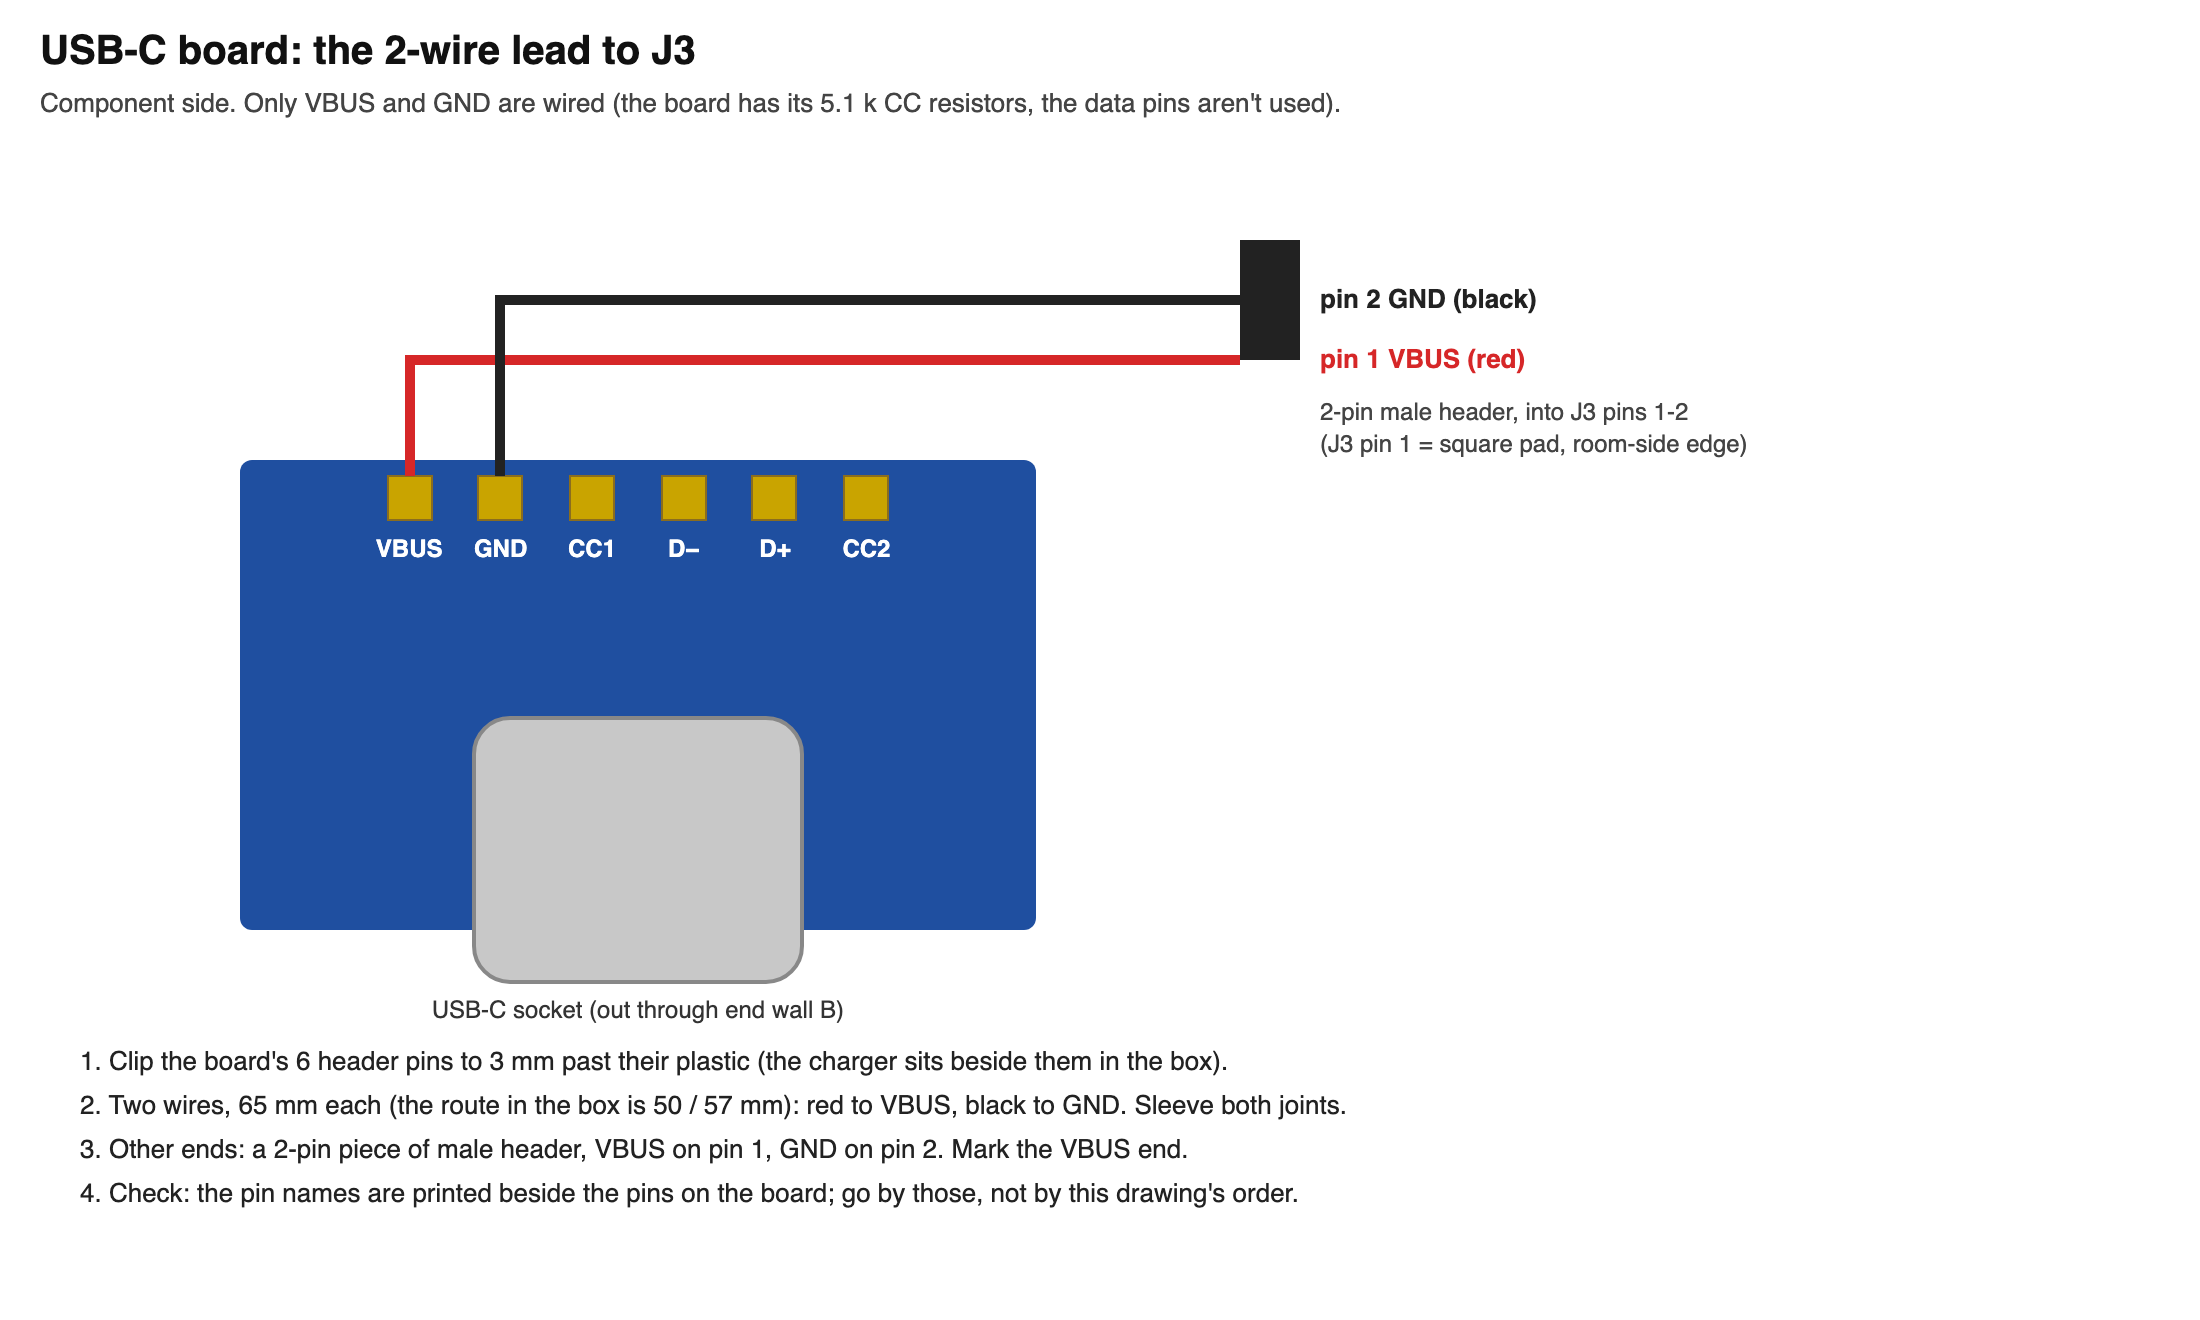 USB-C board: the 2-wire lead to J3
Component side. Only VBUS and GND are wired (the board has its 5.1 k CC resistors, the data pins aren't used).
pin 2 GND (black)
pin 1 VBUS (red)
2-pin male header, into J3 pins 1-2
(J3 pin 1 = square pad, room-side edge)
VBUS GND CC1 D– D+ CC2
USB-C socket (out through end wall B)
1. Clip the board's 6 header pins to 3 mm past their plastic (the charger sits beside them in the box).
2. Two wires, 65 mm each (the route in the box is 50 / 57 mm): red to VBUS, black to GND. Sleeve both joints.
3. Other ends: a 2-pin piece of male header, VBUS on pin 1, GND on pin 2. Mark the VBUS end.
4. Check: the pin names are printed beside the pins on the board; go by those, not by this drawing's order.